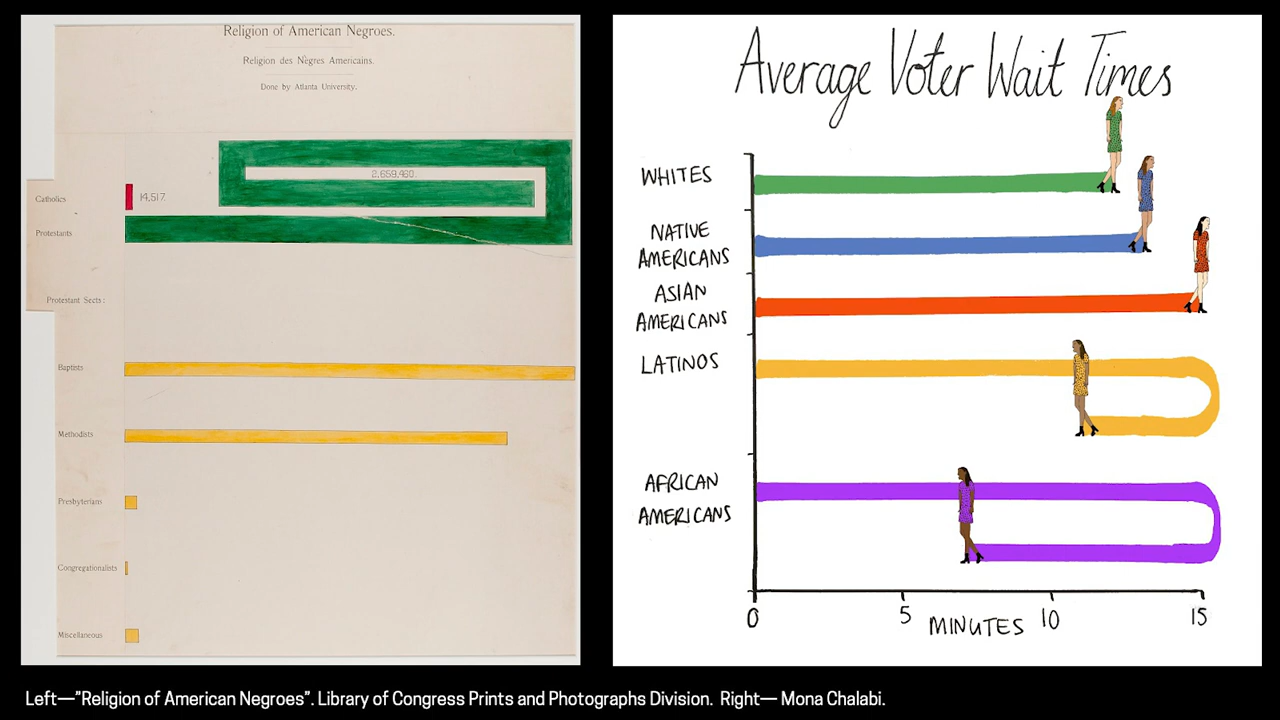 Religion of American Negroes.
Religion des Nègres Americains.
Done by Atlanta University.
Catholics
14,517.
2,659,460.
Protestants
Protestant Sects:
Baptists
Methodists
Presbyterians
Congregationalists
Miscellaneous
Average Voter Wait Times
WHITES
NATIVE
AMERICANS
ASIAN
AMERICANS
LATINOS
AFRICAN
AMERICANS
0 5 10 15
MINUTES
Left—”Religion of American Negroes”. Library of Congress Prints and Photographs Division. Right— Mona Chalabi.